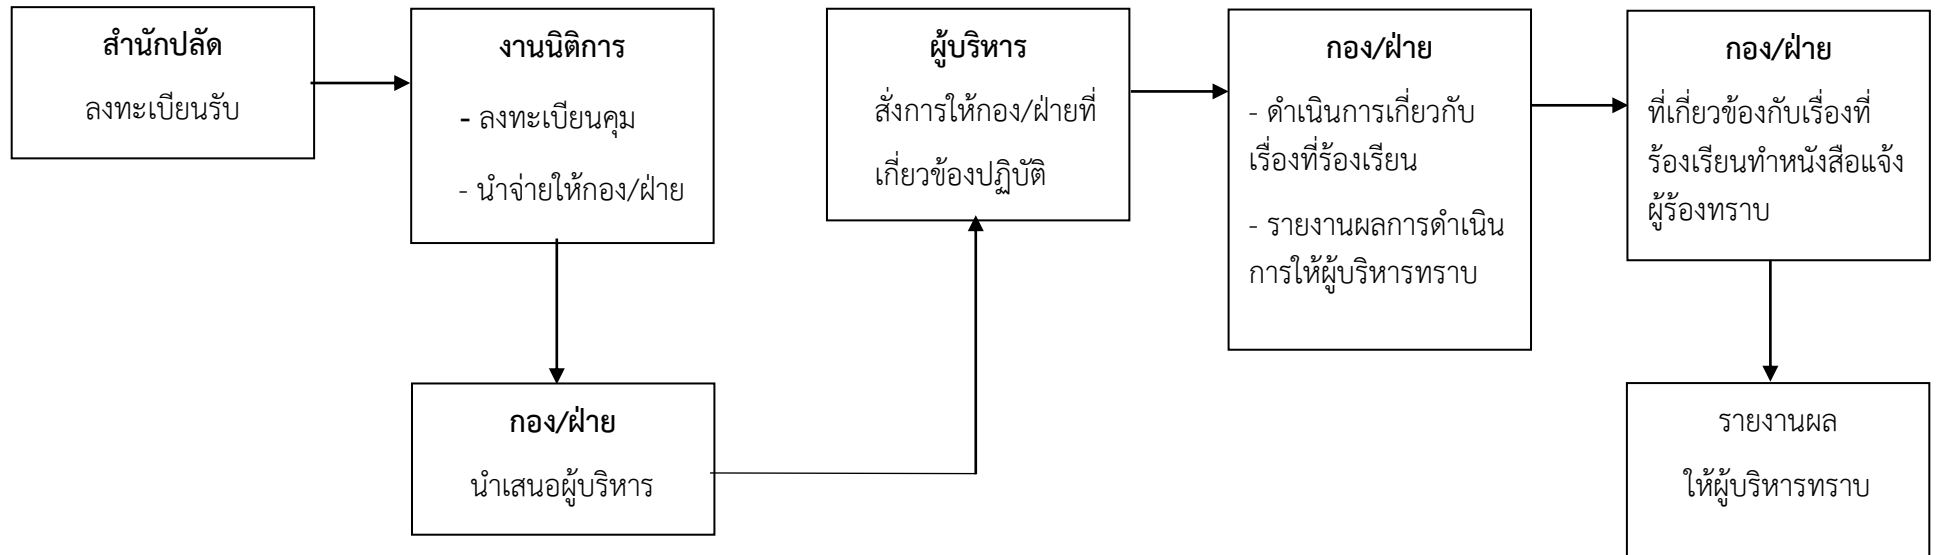 สำนักปลัด
ลงทะเบียนรับ
งานนิติการ
- ลงทะเบียนคุม
- นำจ่ายให้กอง/ฝ่าย
กอง/ฝ่าย
นำเสนอผู้บริหาร
ผู้บริหาร
สั่งการให้กอง/ฝ่ายที่
เกี่ยวข้องปฏิบัติ
กอง/ฝ่าย
- ดำเนินการเกี่ยวกับ
เรื่องที่ร้องเรียน
- รายงานผลการดำเนิน
การให้ผู้บริหารทราบ
กอง/ฝ่าย
ที่เกี่ยวข้องกับเรื่องที่
ร้องเรียนทำหนังสือแจ้ง
ผู้ร้องทราบ
รายงานผล
ให้ผู้บริหารทราบ